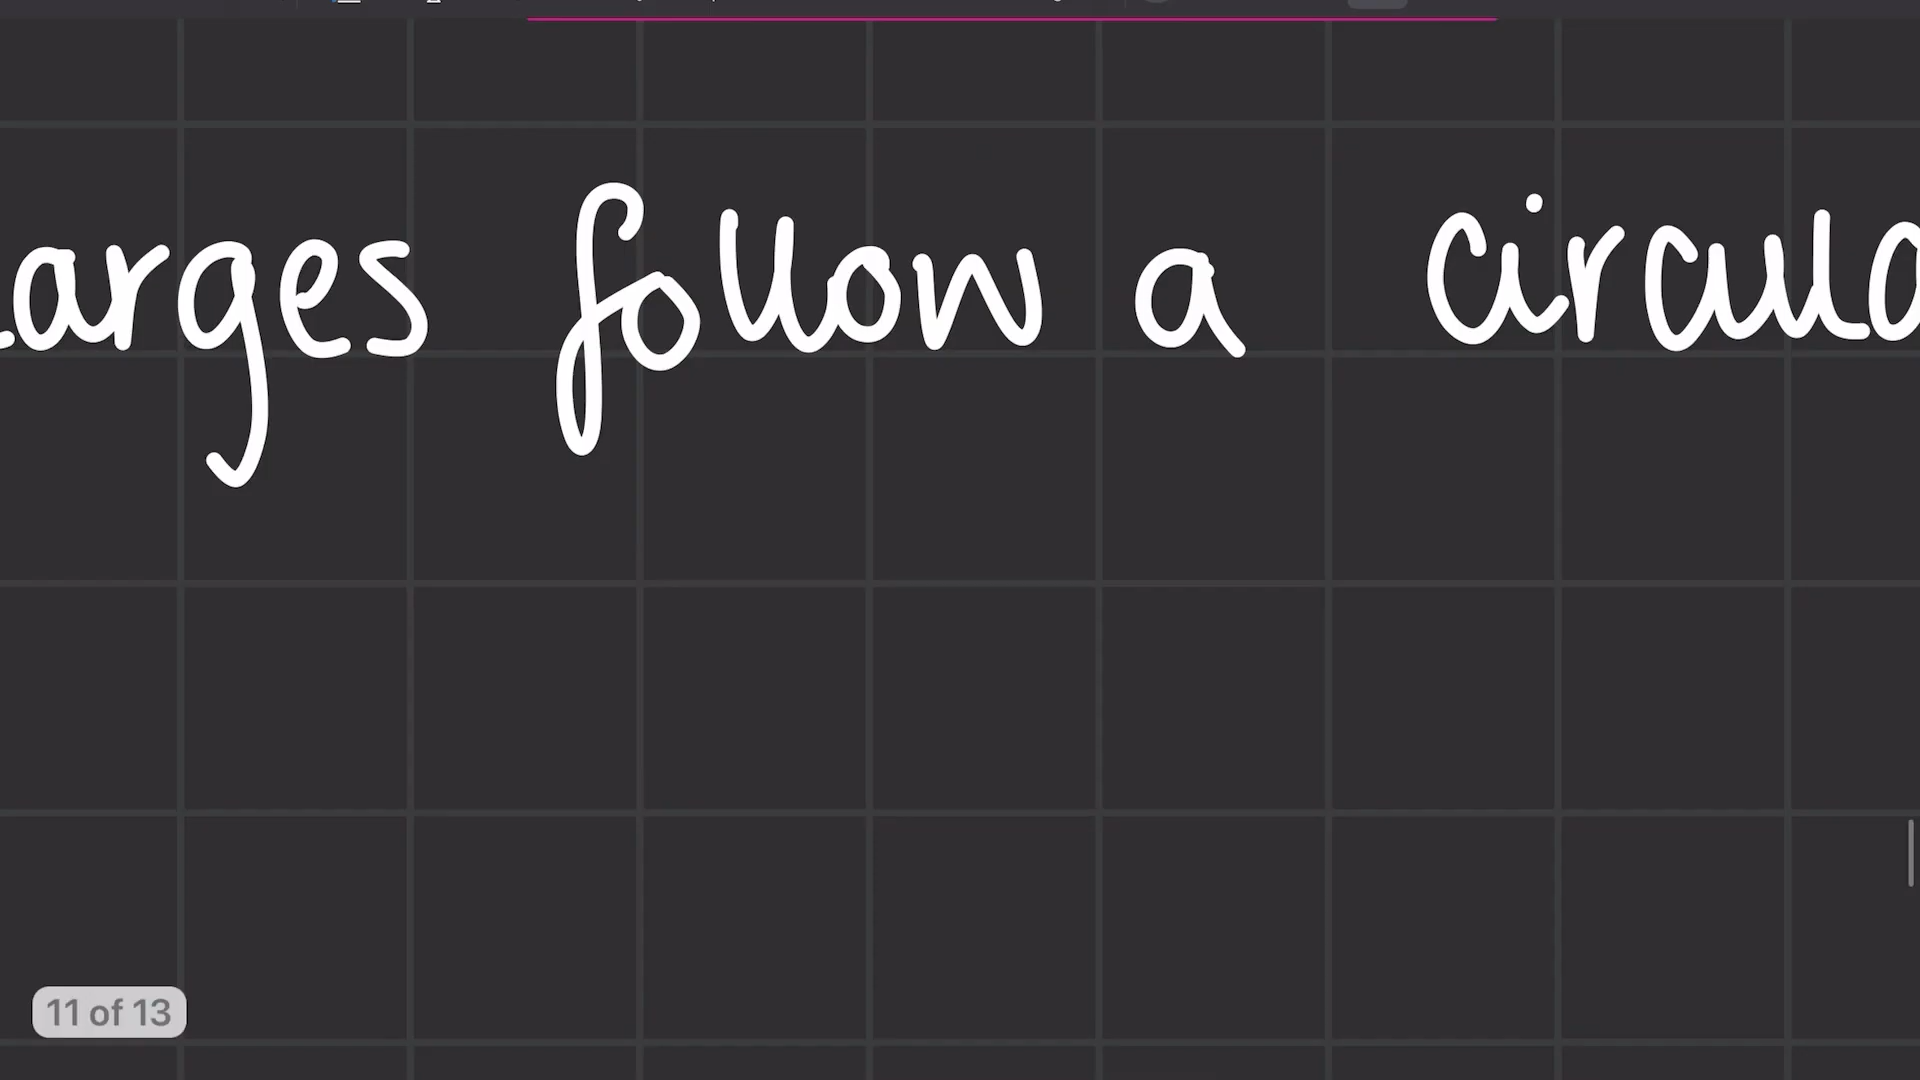 arges follow a circula
11 of 13